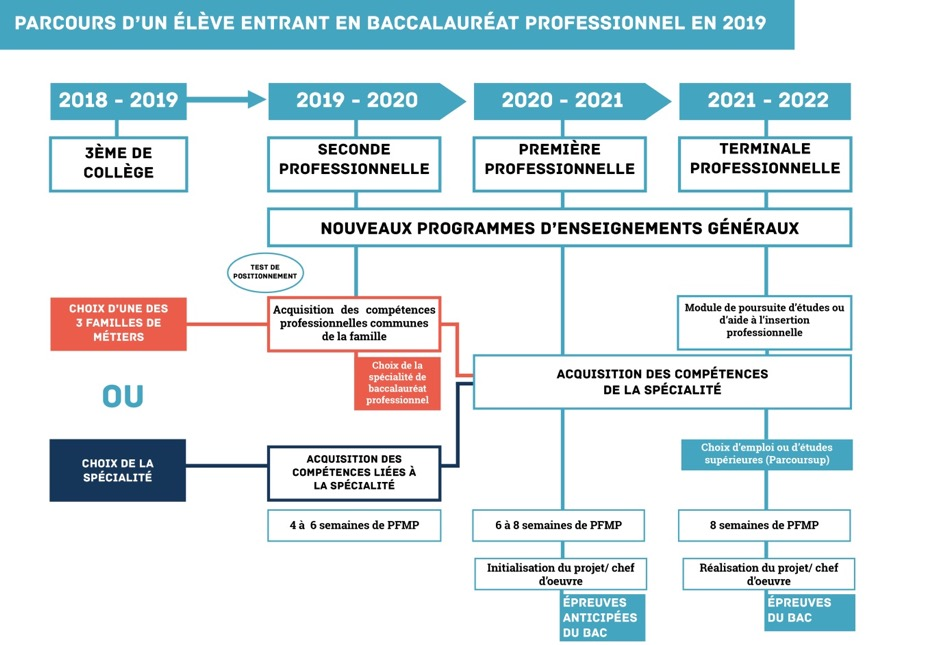 PARCOURS D'UN ÉLÈVE ENTRANT EN BACCALAURÉAT PROFESSIONNEL EN 2019
2018 - 2019
2019 - 2020
2020 - 2021
2021 - 2022
3ÈME DE
COLLÈGE
SECONDE
PROFESSIONNELLE
PREMIÈRE
PROFESSIONNELLE
TERMINALE
PROFESSIONNELLE
NOUVEAUX PROGRAMMES D'ENSEIGNEMENTS GÉNÉRAUX
TEST DE
POSITIONNEMENT
CHOIX D'UNE DES
3 FAMILLES DE
MÉTIERS
Acquisition des compétences
professionnelles communes
de la famille
Module de poursuite d'études ou
d'aide à l'insertion
professionnelle
Choix de la
spécialité de
baccalauréat
professionnel
ACQUISITION DES COMPÉTENCES
DE LA SPÉCIALITÉ
OU
CHOIX DE LA
SPÉCIALITÉ
ACQUISITION DES
COMPÉTENCES LIÉES À
LA SPÉCIALITÉ
Choix d'emploi ou d'études
supérieures (Parcoursup)
4 à 6 semaines de PFMP
6 à 8 semaines de PFMP
8 semaines de PFMP
Initialisation du projet/ chef
d'oeuvre
Réalisation du projet/ chef
d'oeuvre
ÉPREUVES
ANTICIPÉES
DU BAC
ÉPREUVES
DU BAC